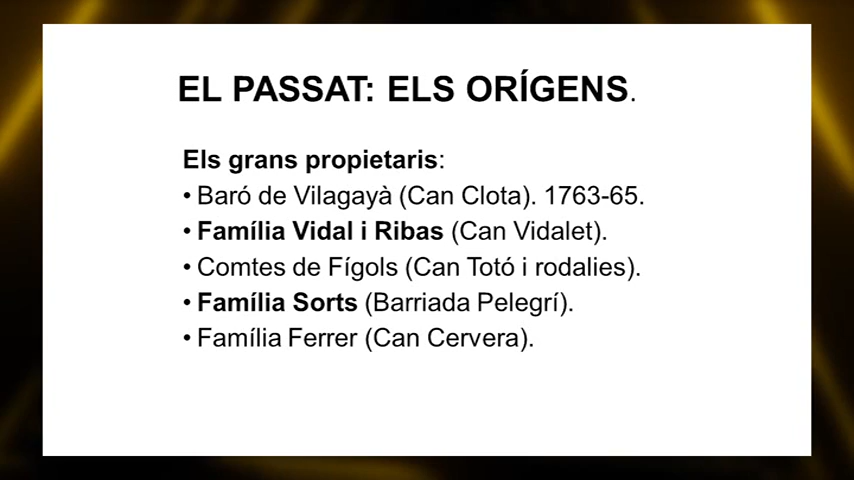 EL PASSAT: ELS ORÍGENS.
Els grans propietaris:
• Baró de Vilagayà (Can Clota). 1763-65.
• Família Vidal i Ribas (Can Vidalet).
• Comtes de Fígols (Can Totó i rodalies).
• Família Sorts (Barriada Pelegrí).
• Família Ferrer (Can Cervera).